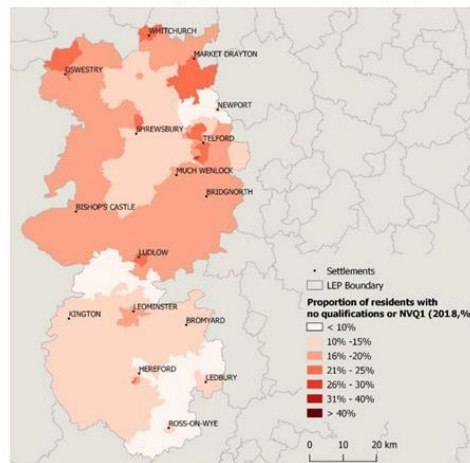 WHITCHURCH
MARKET DRAYTON
OSWESTRY
NEWPORT
SHREWSBURY
TELFORD
MUCH WENLOCK
BRIDGNORTH
BISHOP'S CASTLE
LUDLOW
LEOMINSTER
KINGTON
BROMYARD
HEREFORD
LEDBURY
ROSS-ON-WYE
Settlements
LEP Boundary
Proportion of residents with
no qualifications or NVQ1 (2018,%)
< 10%
10% -15%
16% -20%
21% - 25%
26% - 30%
31% - 40%
> 40%
0 10 20 km